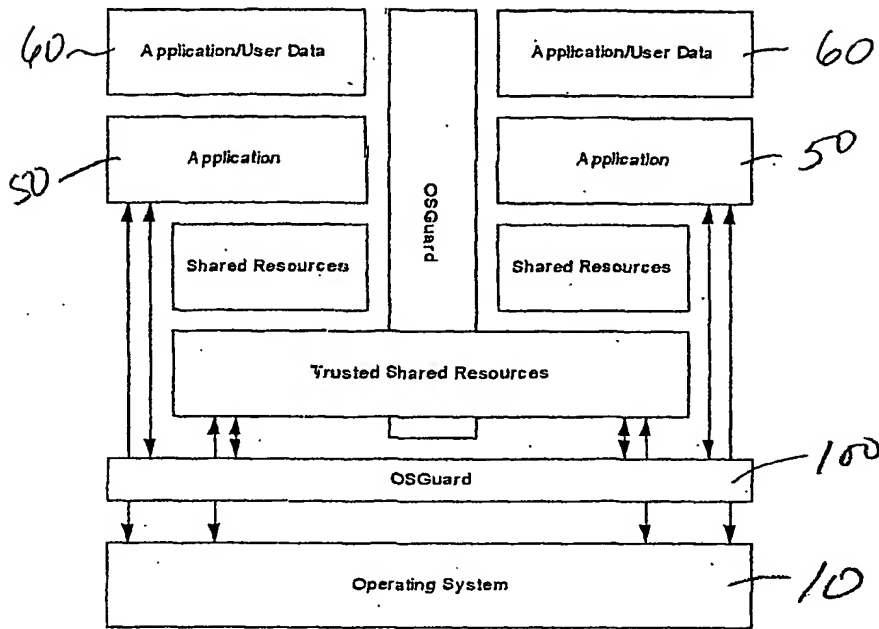 60 Application/User Data Application/User Data 60
50 Application Application 50
OSGuard
Shared Resources Shared Resources
Trusted Shared Resources
OSGuard 100
Operating System 10